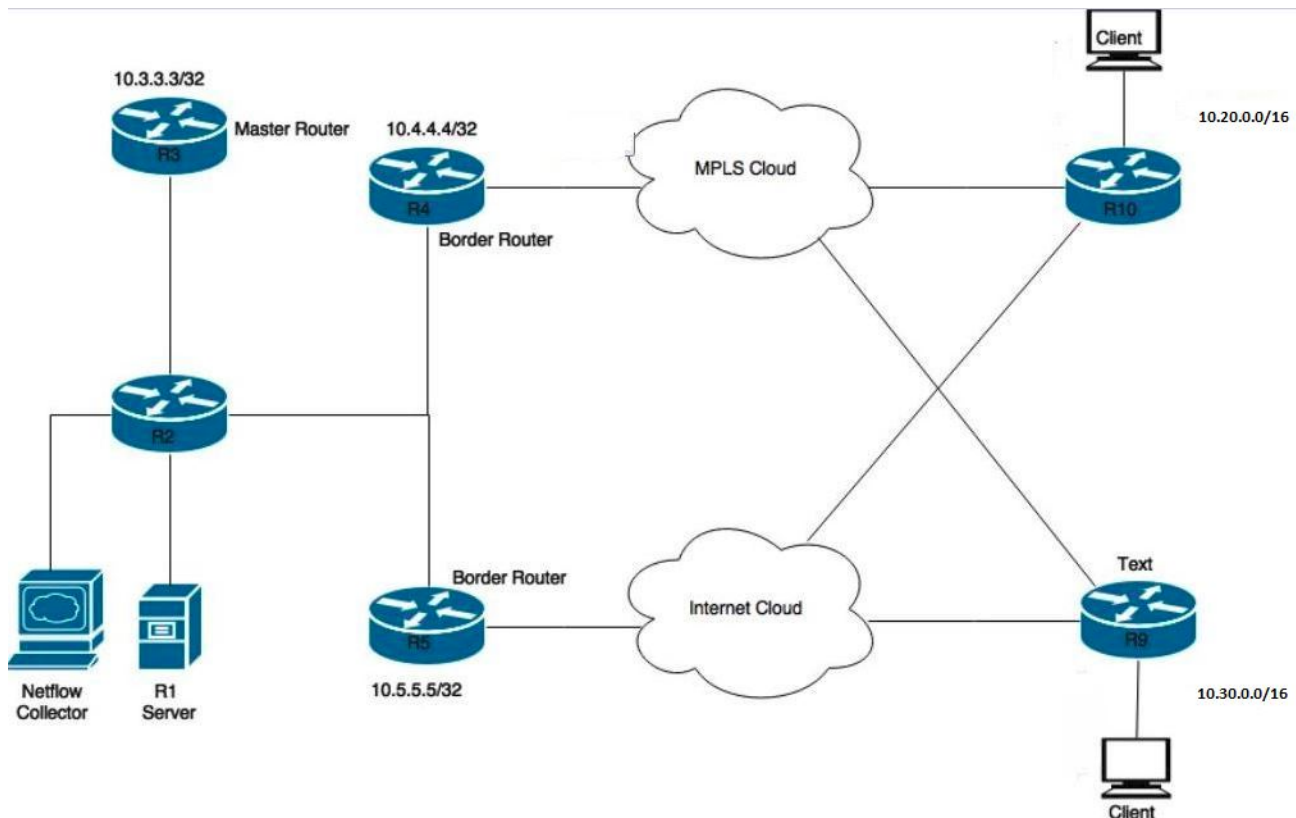 Client
10.3.3.3/32
10.20.0.0/16
Master Router
10.4.4.4/32
R3
MPLS Cloud
R4
R10
Border Router
R2
Border Router
Text
Internet Cloud
R5
R9
Netflow
Collector
R1
Server
10.5.5.5/32
10.30.0.0/16
Client